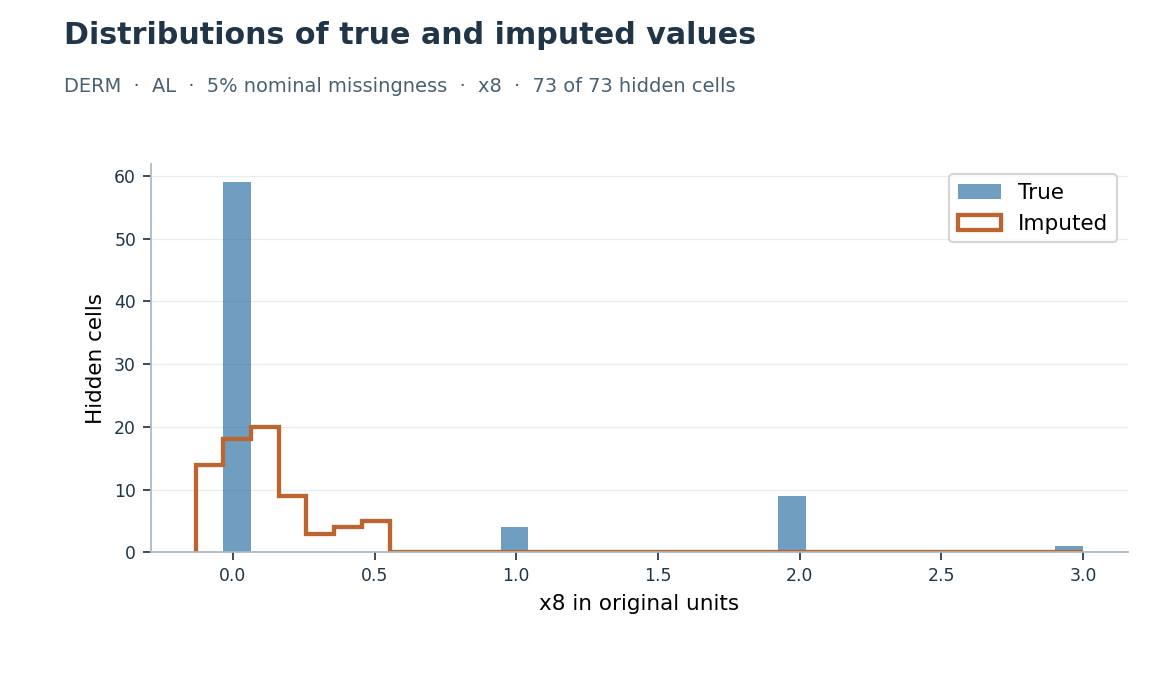 Distributions of true and imputed values
DERM · AL · 5% nominal missingness · x8 · 73 of 73 hidden cells
True
Imputed
60
50
40
30
20
10
0
Hidden cells
0.0 0.5 1.0 1.5 2.0 2.5 3.0
x8 in original units